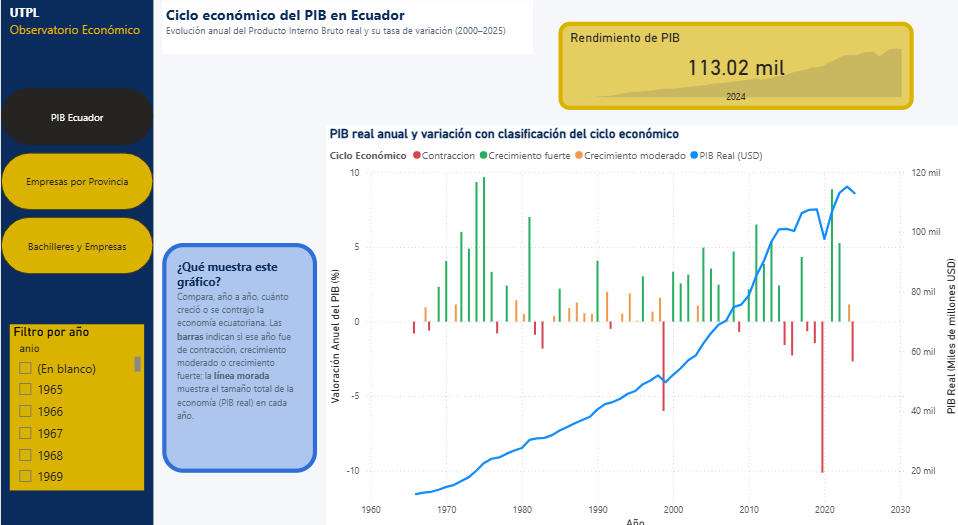 UTPL
Observatorio Económico
PIB Ecuador
Empresas por Provincia
Bachilleres y Empresas
Filtro por año
anio
(En blanco)
1965
1966
1967
1968
1969
Ciclo económico del PIB en Ecuador
Evolución anual del Producto Interno Bruto real y su tasa de variación (2000–2025)
Rendimiento de PIB
113.02 mil
2024
¿Qué muestra este
gráfico?
Compara, año a año, cuánto
creció o se contrajo la
economía ecuatoriana. Las
barras indican si ese año fue
de contracción, crecimiento
moderado o crecimiento
fuerte; la línea morada
muestra el tamaño total de la
economía (PIB real) en cada
año.
PIB real anual y variación con clasificación del ciclo económico
Ciclo Económico Contraccion Crecimiento fuerte Crecimiento moderado PIB Real (USD)
Valoración Anuel del PIB (%)
10
5
0
-5
-10
120 mil
100 mil
80 mil
60 mil
40 mil
20 mil
PIB Real (Miles de millones USD)
1960 1970 1980 1990 2000 2010 2020 2030
Año